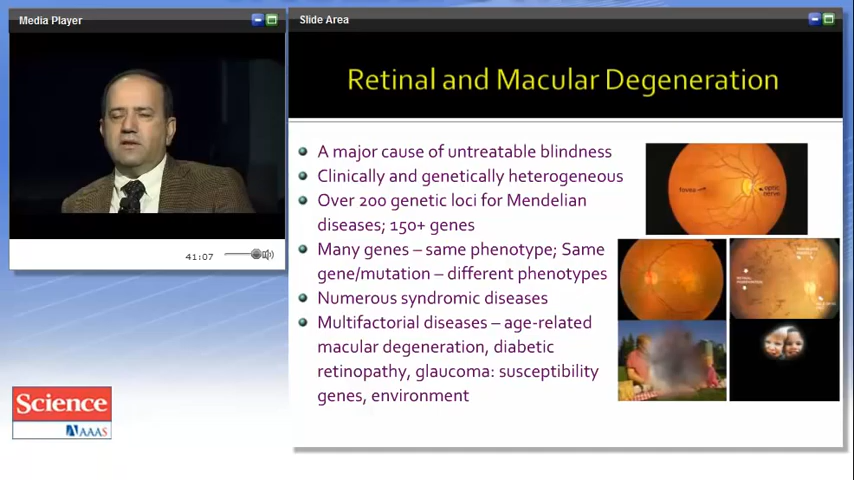 Media Player
Slide Area
Retinal and Macular Degeneration
A major cause of untreatable blindness
Clinically and genetically heterogeneous
Over 200 genetic loci for Mendelian
diseases; 150+ genes
Many genes – same phenotype; Same
gene/mutation – different phenotypes
Numerous syndromic diseases
Multifactorial diseases – age-related
macular degeneration, diabetic
retinopathy, glaucoma: susceptibility
genes, environment
fovea
optic
nerve
41:07
Science
AAAS